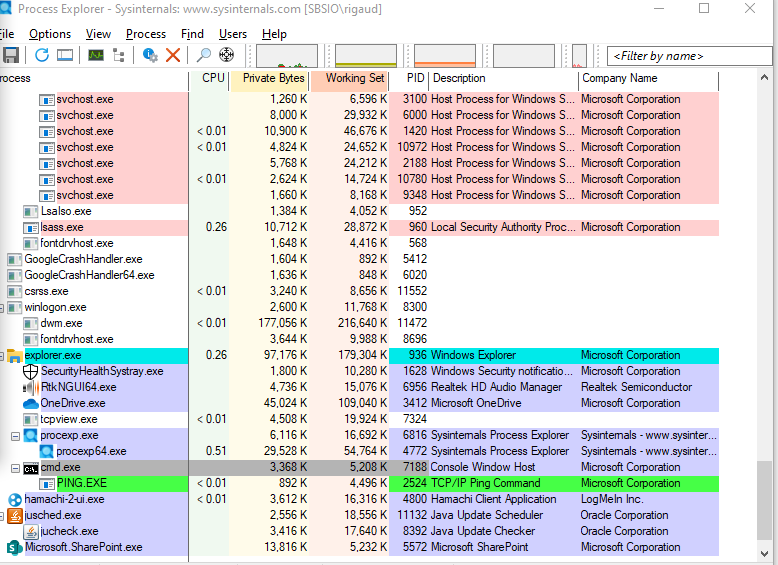 Process Explorer - Sysinternals: www.sysinternals.com [SBSIO\rigaud]
File Options View Process Find Users Help
<Filter by name>
rocess CPU Private Bytes Working Set PID Description Company Name
svchost.exe 1,260 K 6,596 K 3100 Host Process for Windows S... Microsoft Corporation
svchost.exe 8,000 K 29,932 K 6000 Host Process for Windows S... Microsoft Corporation
svchost.exe < 0.01 10,900 K 46,676 K 1420 Host Process for Windows S... Microsoft Corporation
svchost.exe < 0.01 4,824 K 24,652 K 10972 Host Process for Windows S... Microsoft Corporation
svchost.exe 5,768 K 24,212 K 2188 Host Process for Windows S... Microsoft Corporation
svchost.exe < 0.01 2,624 K 14,724 K 10780 Host Process for Windows S... Microsoft Corporation
svchost.exe 1,660 K 8,168 K 9348 Host Process for Windows S... Microsoft Corporation
LsaIso.exe 1,384 K 4,052 K 952
lsass.exe 0.26 10,712 K 28,872 K 960 Local Security Authority Proc... Microsoft Corporation
fontdrvhost.exe 1,648 K 4,416 K 568
GoogleCrashHandler.exe 1,604 K 892 K 5412
GoogleCrashHandler64.exe 1,636 K 848 K 6020
csrss.exe < 0.01 3,240 K 8,656 K 11552
winlogon.exe 2,600 K 11,768 K 8300
dwm.exe < 0.01 177,056 K 216,640 K 11472
fontdrvhost.exe 3,644 K 9,988 K 8696
explorer.exe 0.26 97,176 K 179,304 K 936 Windows Explorer Microsoft Corporation
SecurityHealthSystray.exe 1,800 K 10,280 K 1628 Windows Security notificatio... Microsoft Corporation
RtkNGUI64.exe 4,736 K 15,076 K 6956 Realtek HD Audio Manager Realtek Semiconductor
OneDrive.exe 45,024 K 109,040 K 3412 Microsoft OneDrive Microsoft Corporation
tcpview.exe < 0.01 4,508 K 19,924 K 7324
procexp.exe 6,116 K 16,692 K 6816 Sysinternals Process Explorer Sysinternals - www.sysinter...
procexp64.exe 0.51 29,528 K 54,764 K 4772 Sysinternals Process Explorer Sysinternals - www.sysinter...
cmd.exe 3,368 K 5,208 K 7188 Console Window Host Microsoft Corporation
PING.EXE < 0.01 892 K 4,496 K 2524 TCP/IP Ping Command Microsoft Corporation
hamachi-2-ui.exe < 0.01 3,612 K 16,316 K 4800 Hamachi Client Application LogMeIn Inc.
jusched.exe 2,556 K 18,556 K 11132 Java Update Scheduler Oracle Corporation
jucheck.exe 3,416 K 17,640 K 8392 Java Update Checker Oracle Corporation
Microsoft.SharePoint.exe 13,816 K 5,232 K 5572 Microsoft SharePoint Microsoft Corporation